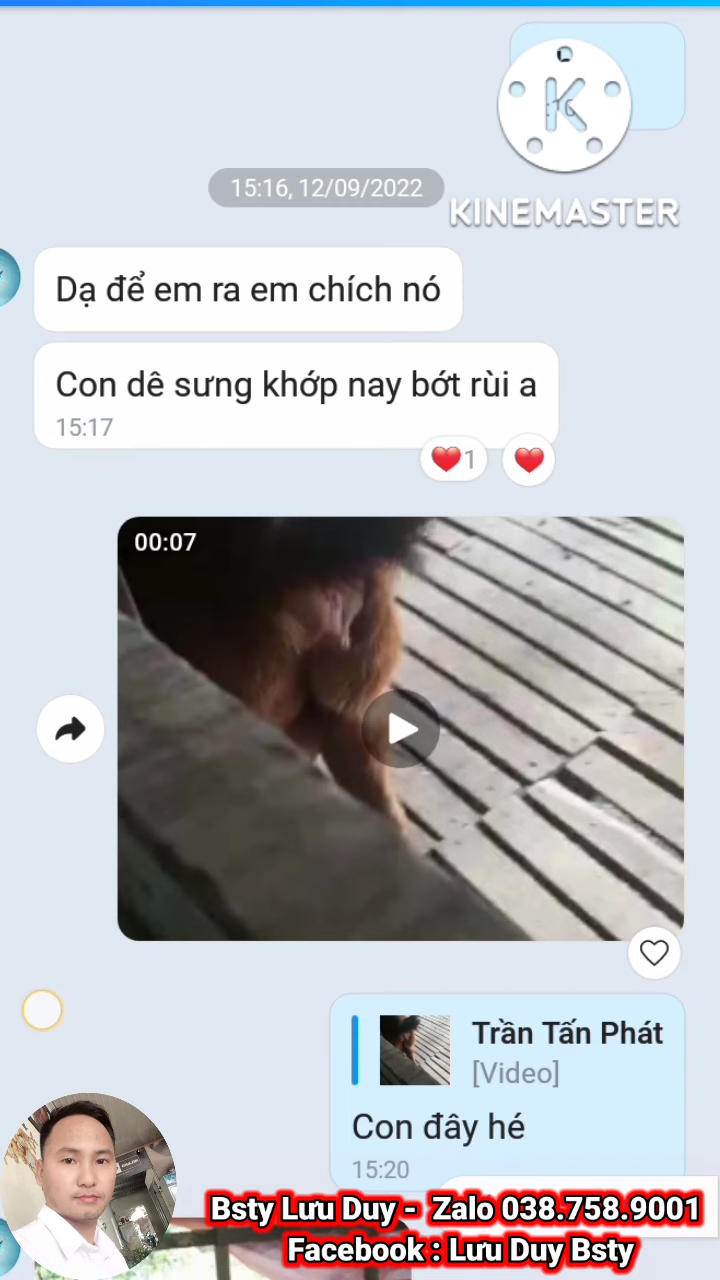 15:16, 12/09/2022
KINEMASTER
Dạ để em ra em chích nó
Con dê sưng khớp nay bớt rùi a
15:17
1
00:07
Trần Tấn Phát
[Video]
Con đây hé
15:20
Bsty Lưu Duy - Zalo 038.758.9001
Facebook : Lưu Duy Bsty